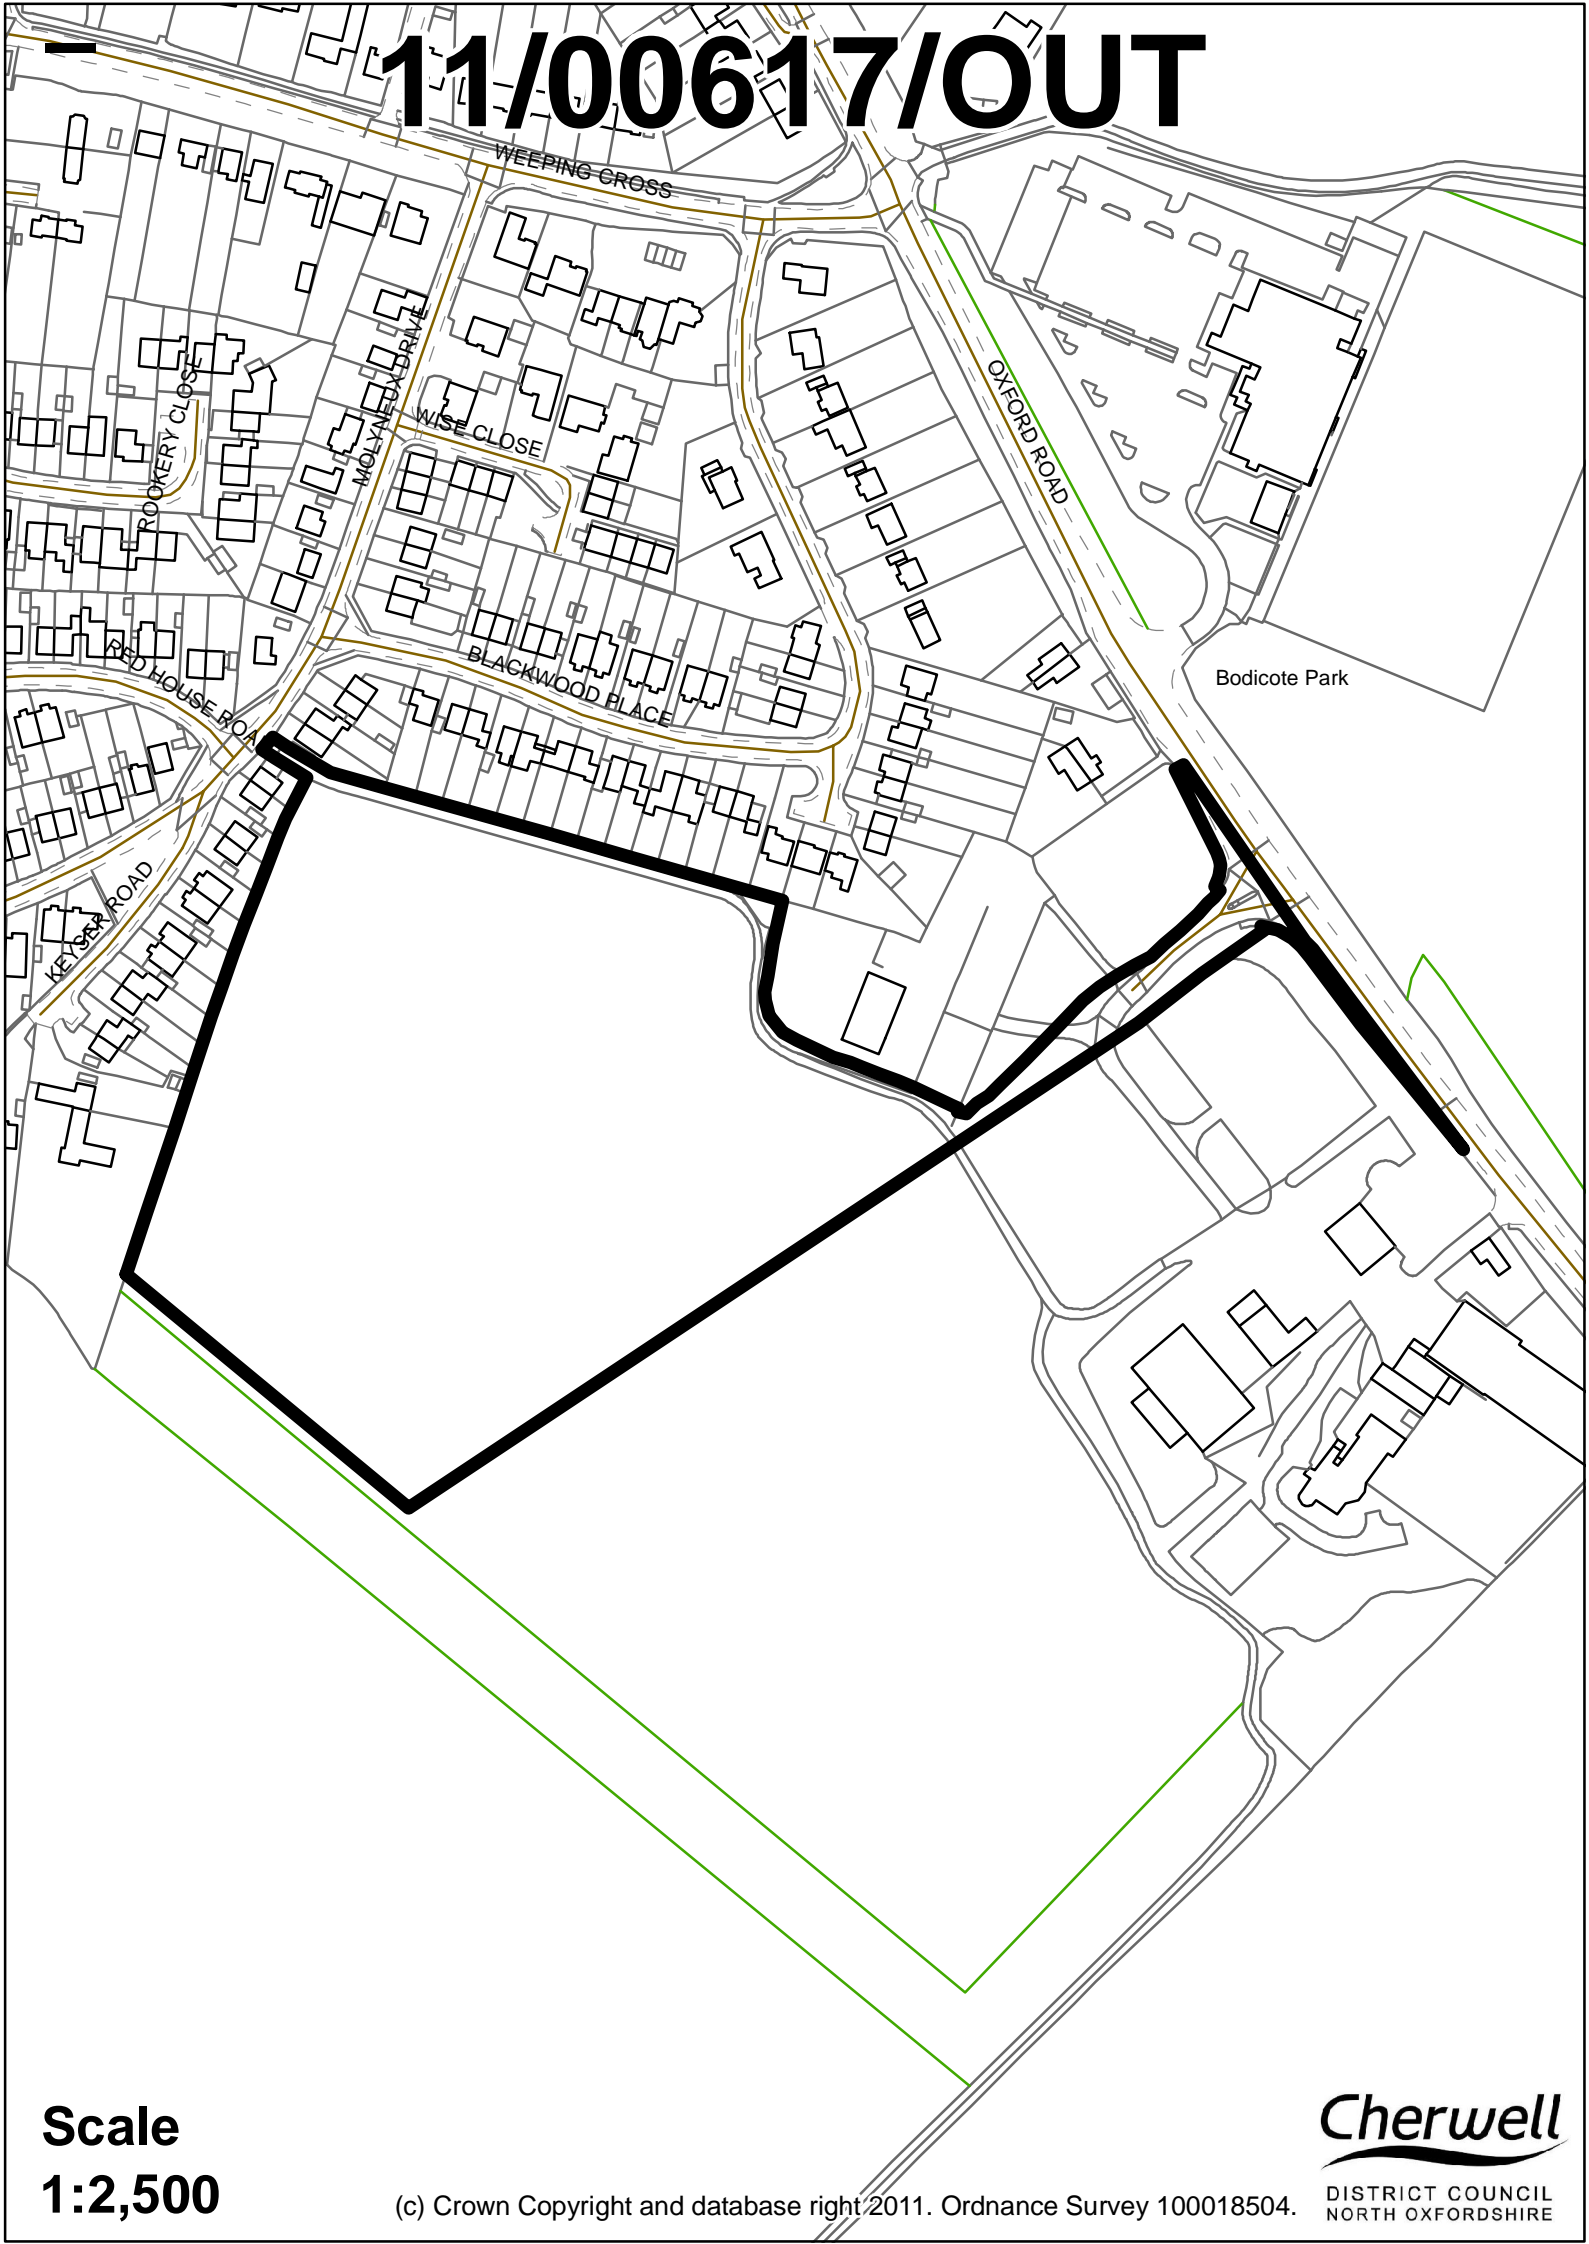 11/00617/OUT
WEEPING CROSS
MOLYNEUX DRIVE
ROOKERY CLOSE
WISE CLOSE
OXFORD ROAD
RED HOUSE ROA
BLACKWOOD PLACE
Bodicote Park
KEYSER ROAD
Scale
1:2,500
(c) Crown Copyright and database right 2011. Ordnance Survey 100018504.
Cherwell
DISTRICT COUNCIL
NORTH OXFORDSHIRE